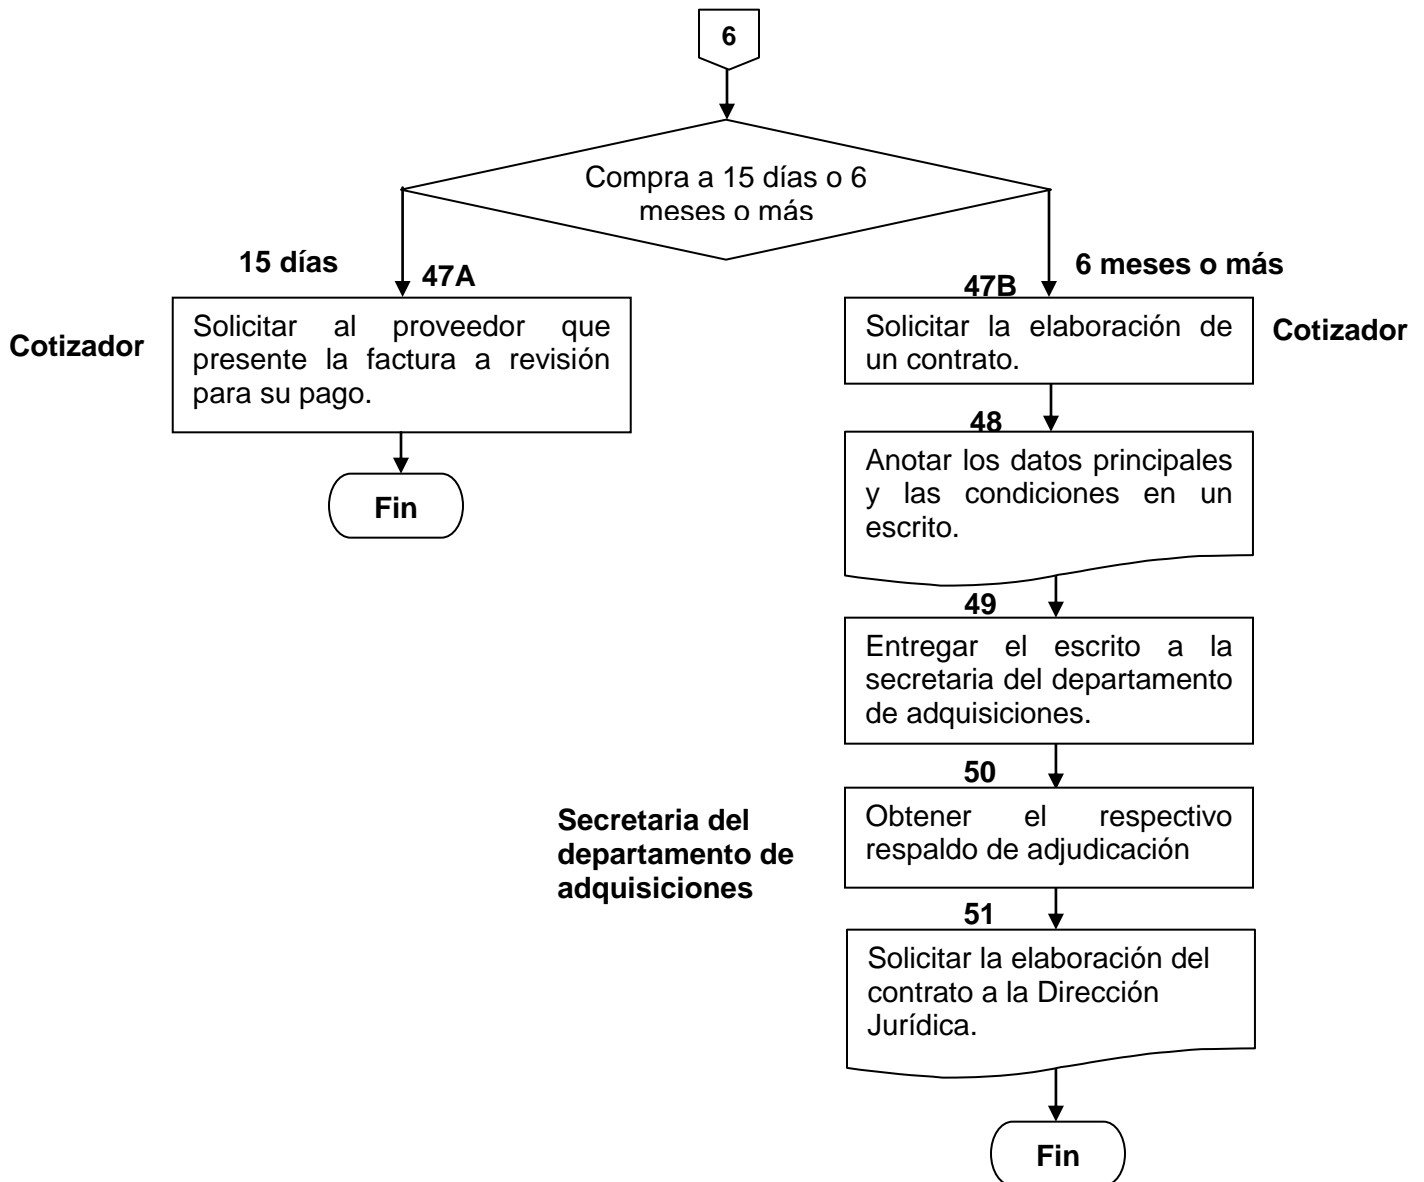 6
Compra a 15 días o 6
meses o más
15 días
47A
Cotizador
Solicitar al proveedor que
presente la factura a revisión
para su pago.
Fin
6 meses o más
47B
Solicitar la elaboración de
un contrato.
Cotizador
48
Anotar los datos principales
y las condiciones en un
escrito.
49
Entregar el escrito a la
secretaria del departamento
de adquisiciones.
50
Secretaria del
departamento de
adquisiciones
Obtener el respectivo
respaldo de adjudicación
51
Solicitar la elaboración del
contrato a la Dirección
Jurídica.
Fin